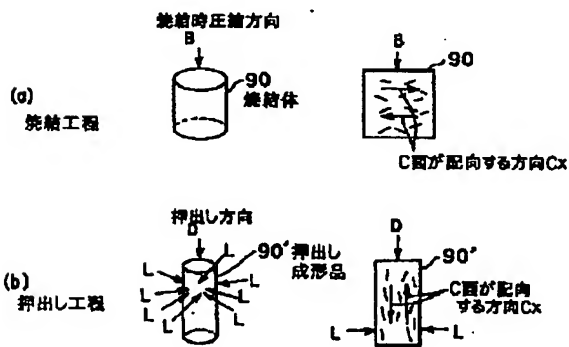 焼結時圧縮方向
B
90
焼結体
(a)
焼結工程
B
90
C面が配向する方向Cx
押出し方向
D
L
90'押出し
成形品
L
L
L
L
L
L
L
L
(b)
押出し工程
D
90'
C面が配向
する方向Cx
L
L